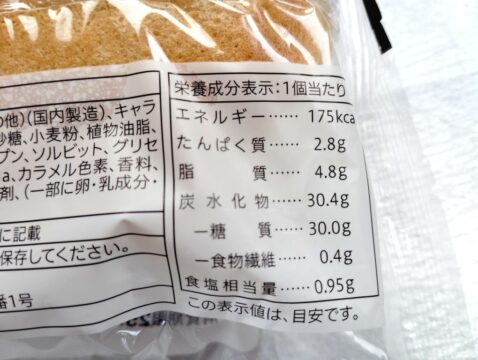 の他)(国内製造)、キャラ
砂糖、小麦粉、植物油脂、
プン、ソルビット、グリセ
a、カラメル色素、香料、
剤、(一部に卵・乳成分・
に記載
保存してください。
番1号
栄養成分表示:1個当たり
エネルギー…… 175kca
たんぱく質…… 2.8g
脂 質…… 4.8g
炭水化物…… 30.4g
ー糖 質…… 30.0g
ー食物繊維…… 0.4g
食塩相当量…… 0.95g
この表示値は、目安です。